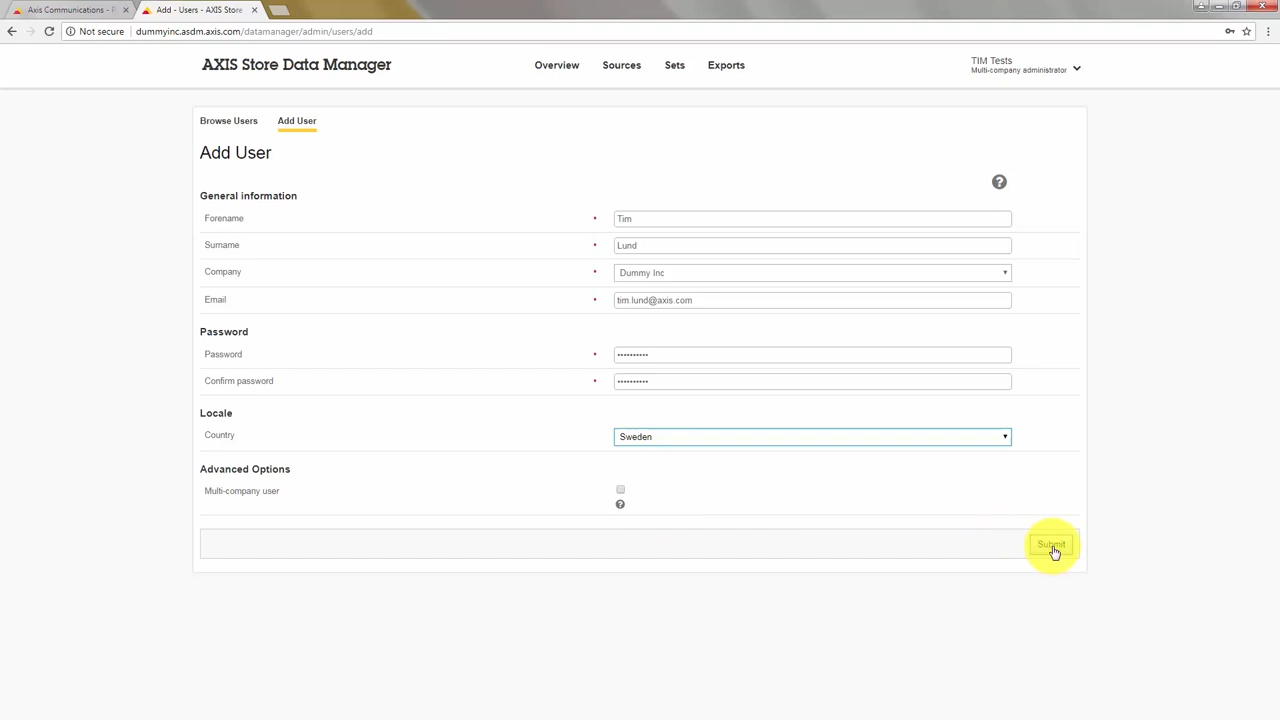 Axis Communications - P
Add - Users - AXIS Store
Not secure
dummyinc.asdm.axis.com/datamanager/admin/users/add
AXIS Store Data Manager
Overview
Sources
Sets
Exports
TIM Tests
Multi-company administrator
Browse Users
Add User
Add User
?
General information
Forename
•
Tim
Surname
•
Lund
Company
•
Dummy Inc
Email
•
tim.lund@axis.com
Password
Password
•
••••••••••
Confirm password
•
••••••••••
Locale
Country
Sweden
Advanced Options
Multi-company user
?
Submit